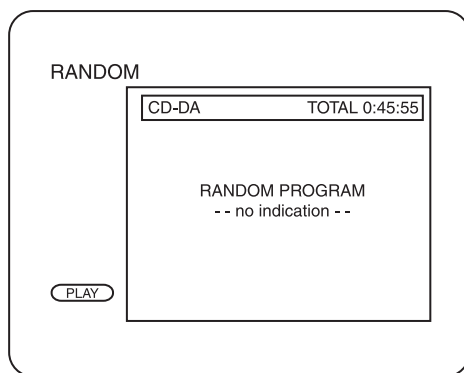 RANDOM
CD-DA TOTAL 0:45:55
RANDOM PROGRAM
- - no indication - -
PLAY